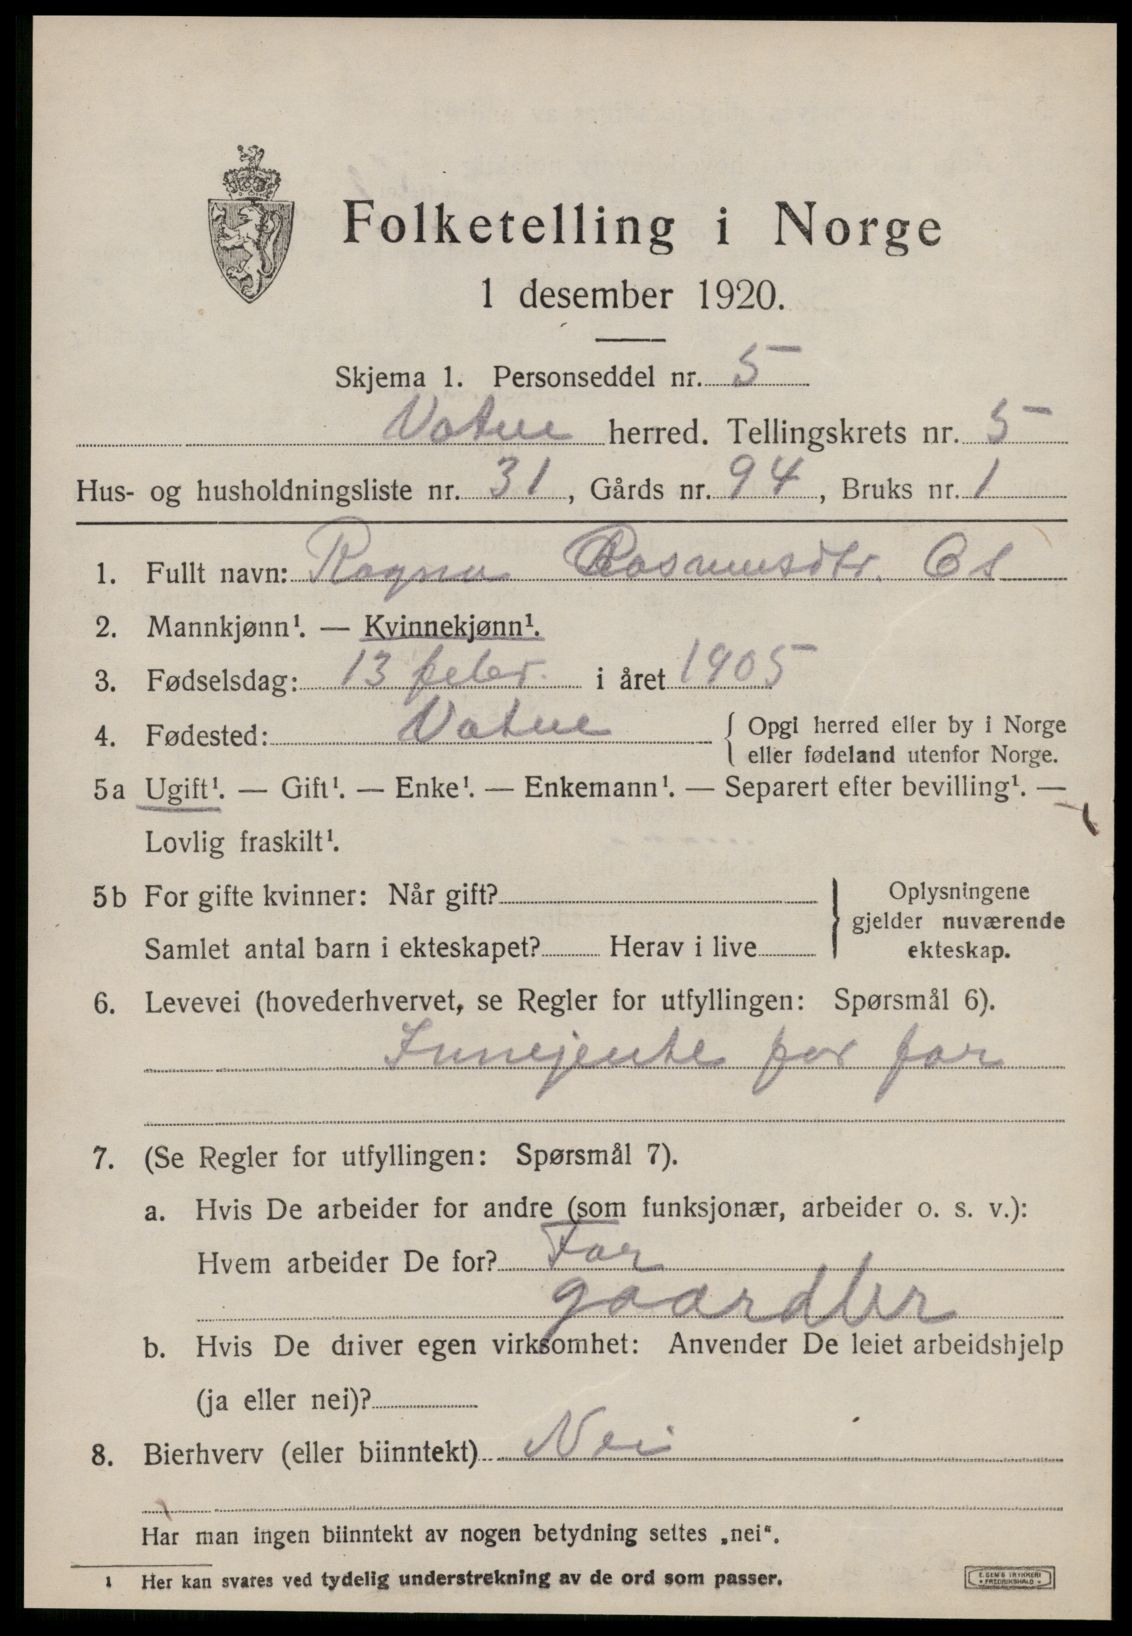 Folketelling i Norge
1 desember 1920.
Skjema 1. Personseddel nr. 5
Vatne herred. Tellingskrets nr. 5
Hus- og husholdningsliste nr. 31, Gårds nr. 94, Bruks nr. 1
1. Fullt navn: Ragna Rasmusdtr. Os
2. Mannkjønn¹. — Kvinnekjønn¹.
3. Fødselsdag: 13 febr. i året 1905
4. Fødested: Vatne { Opgi herred eller by i Norge
eller fødeland utenfor Norge.
5a Ugift¹. — Gift¹. — Enke¹. — Enkemann¹. — Separert efter bevilling¹. —
Lovlig fraskilt¹.
5b For gifte kvinner: Når gift? } Oplysningene
gjelder nuværende
Samlet antal barn i ekteskapet? Herav i live
ekteskap.
6. Levevei (hovederhvervet, se Regler for utfyllingen: Spørsmål 6).
Innejente for far
7. (Se Regler for utfyllingen: Spørsmål 7).
a. Hvis De arbeider for andre (som funksjonær, arbeider o. s. v.):
Hvem arbeider De for? Far
gaardbr
b. Hvis De driver egen virksomhet: Anvender De leiet arbeidshjelp
(ja eller nei)?
8. Bierhverv (eller biinntekt) Nei
Har man ingen biinntekt av nogen betydning settes „nei“.
1 Her kan svares ved tydelig understrekning av de ord som passer.
E. SEM'S TRYKKERI
• FREDRIKSHALD •